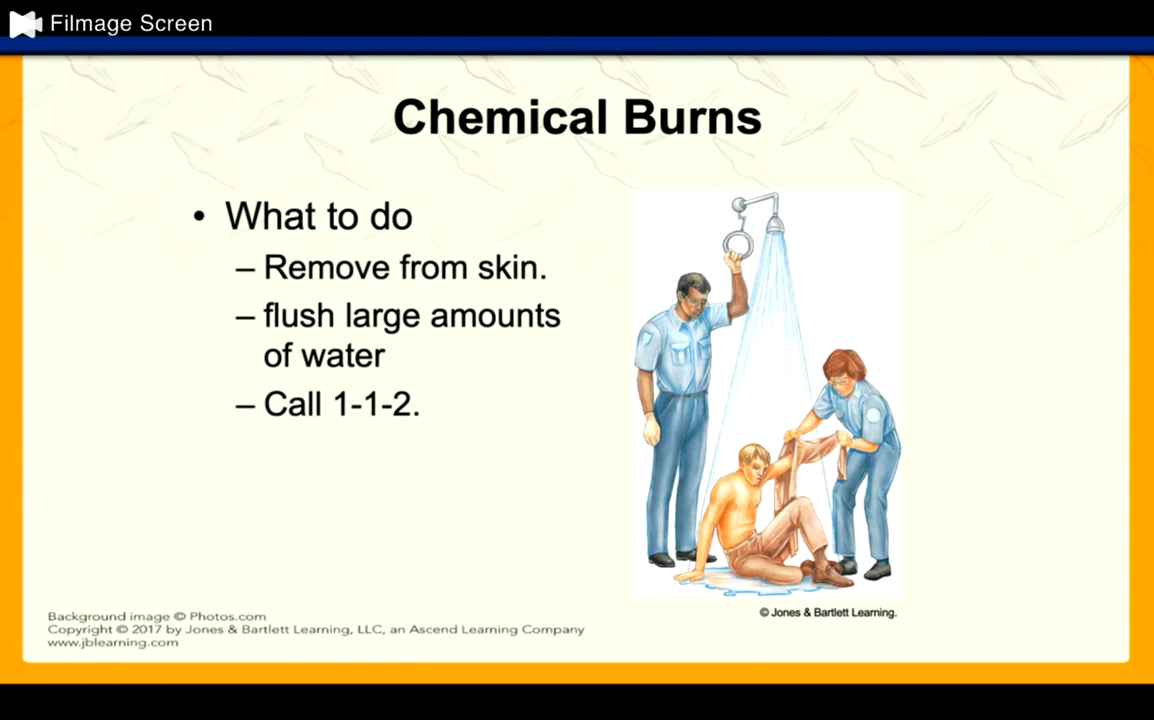 Filmage Screen
Chemical Burns
• What to do
– Remove from skin.
– flush large amounts
of water
– Call 1-1-2.
© Jones & Bartlett Learning.
Background image © Photos.com
Copyright © 2017 by Jones & Bartlett Learning, LLC, an Ascend Learning Company
www.jblearning.com